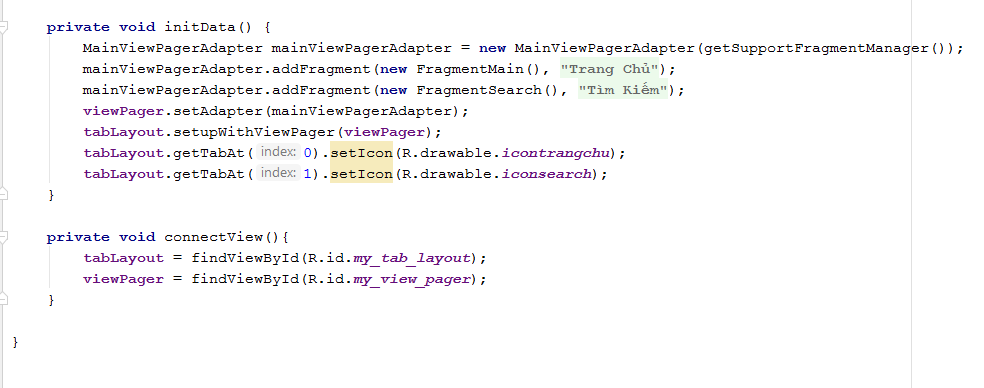 private void initData() {
MainViewPagerAdapter mainViewPagerAdapter = new MainViewPagerAdapter(getSupportFragmentManager());
mainViewPagerAdapter.addFragment(new FragmentMain(), "Trang Chủ");
mainViewPagerAdapter.addFragment(new FragmentSearch(), "Tìm Kiếm");
viewPager.setAdapter(mainViewPagerAdapter);
tabLayout.setupWithViewPager(viewPager);
tabLayout.getTabAt( index: 0).setIcon(R.drawable.icontrangchu);
tabLayout.getTabAt( index: 1).setIcon(R.drawable.iconsearch);
}
private void connectView(){
tabLayout = findViewById(R.id.my_tab_layout);
viewPager = findViewById(R.id.my_view_pager);
}
}